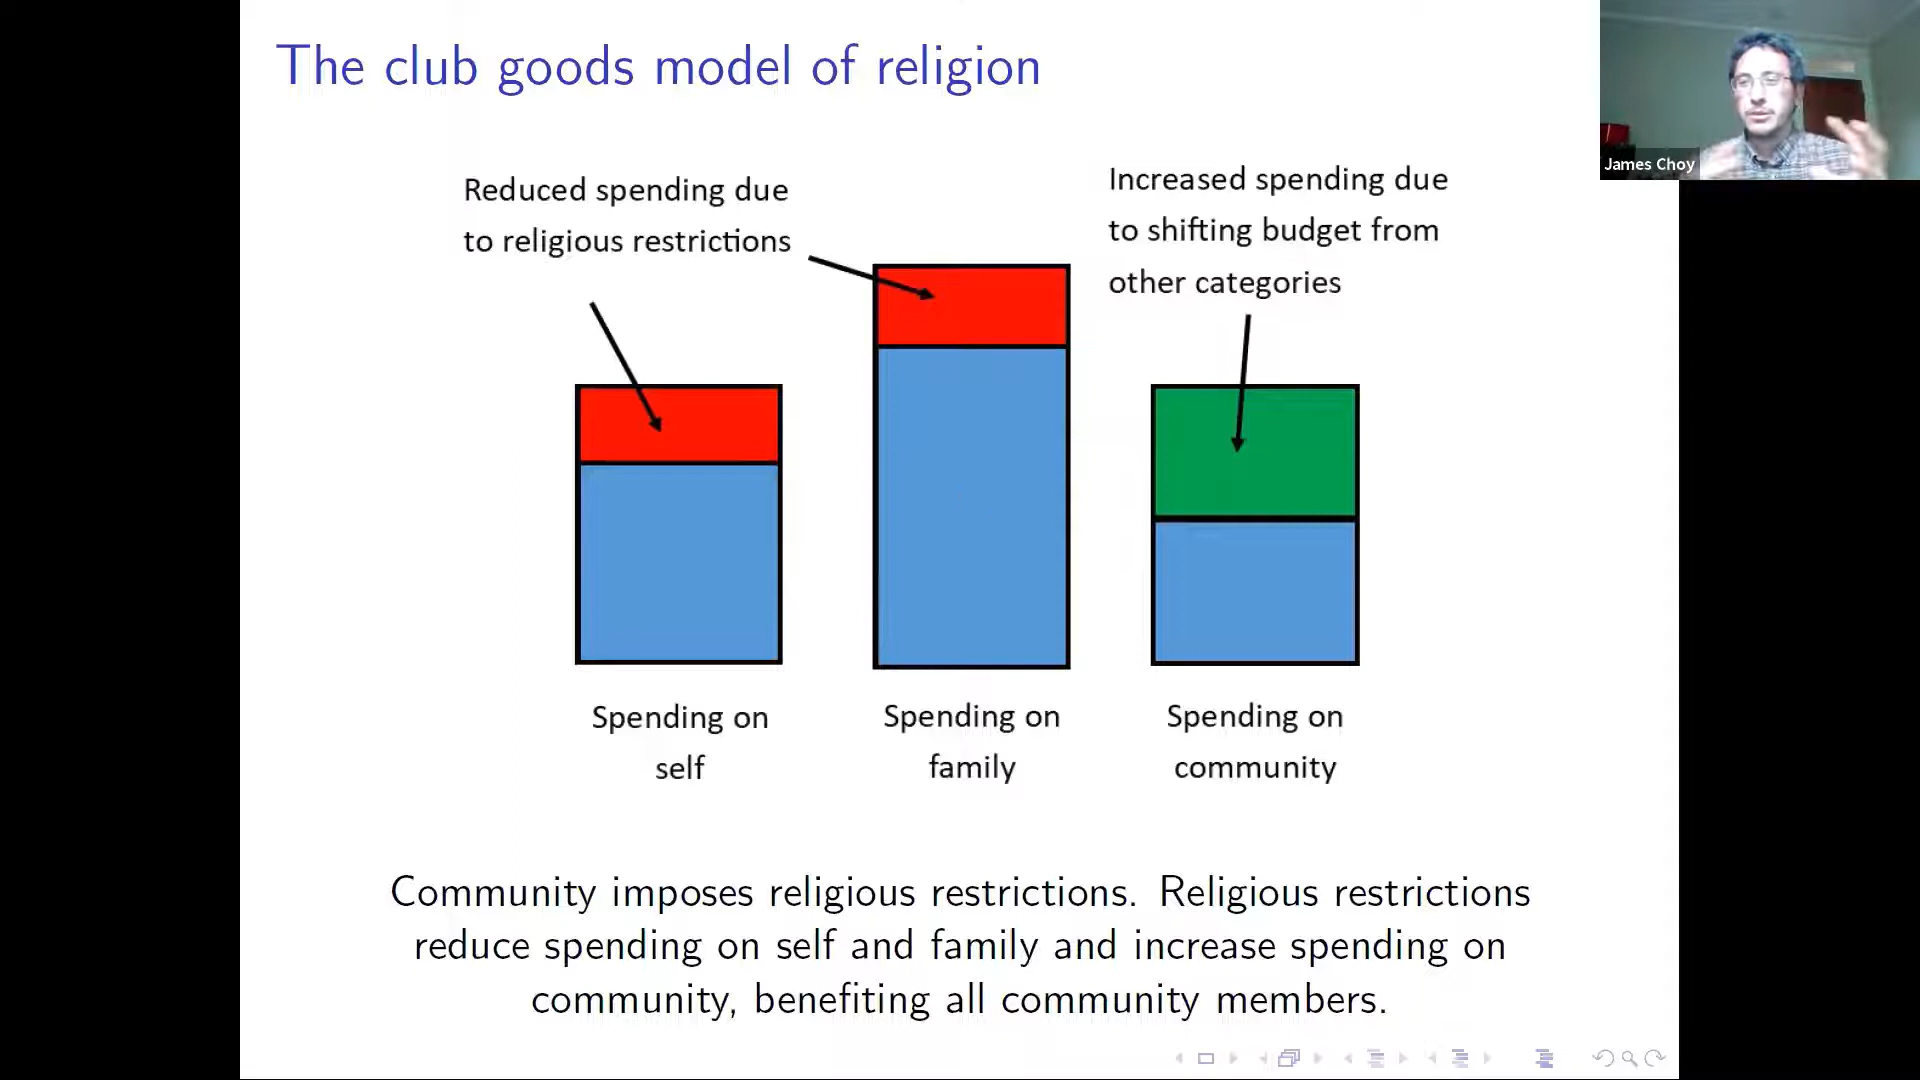 The club goods model of religion
James Choy
Reduced spending due
to religious restrictions
Increased spending due
to shifting budget from
other categories
Spending on
self
Spending on
family
Spending on
community
Community imposes religious restrictions. Religious restrictions
reduce spending on self and family and increase spending on
community, benefiting all community members.